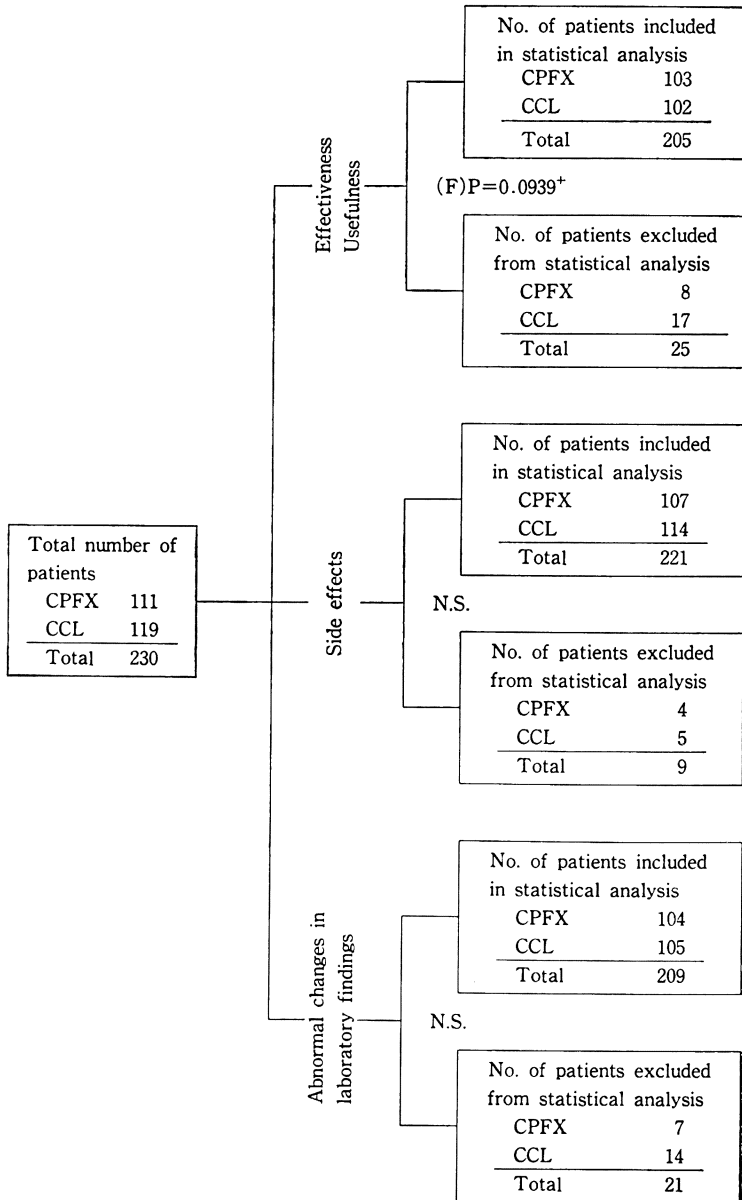 Total number of
patients
CPFX 111
CCL 119
Total 230
Effectiveness
Usefulness
No. of patients included
in statistical analysis
CPFX 103
CCL 102
Total 205
(F)P=0.0939+
No. of patients excluded
from statistical analysis
CPFX 8
CCL 17
Total 25
Side effects
No. of patients included
in statistical analysis
CPFX 107
CCL 114
Total 221
N.S.
No. of patients excluded
from statistical analysis
CPFX 4
CCL 5
Total 9
Abnormal changes in
laboratory findings
No. of patients included
in statistical analysis
CPFX 104
CCL 105
Total 209
N.S.
No. of patients excluded
from statistical analysis
CPFX 7
CCL 14
Total 21